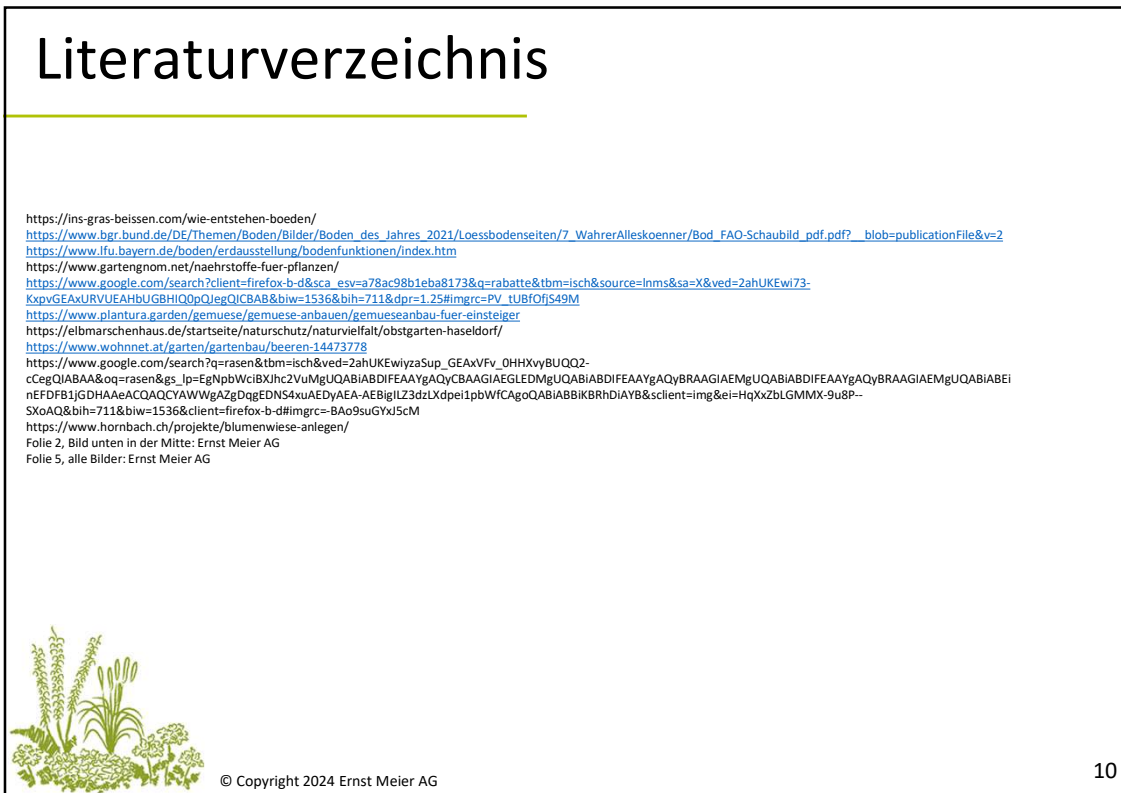 Literaturverzeichnis
https://ins-gras-beissen.com/wie-entstehen-boeden/
https://www.bgr.bund.de/DE/Themen/Boden/Bilder/Boden_des_Jahres_2021/Loessbodenseiten/7_WahrerAlleskoenner/Bod_FAO-Schaubild_pdf.pdf?__blob=publicationFile&v=2
https://www.lfu.bayern.de/boden/erdausstellung/bodenfunktionen/index.htm
https://www.gartengnom.net/naehrstoffe-fuer-pflanzen/
https://www.google.com/search?client=firefox-b-d&sca_esv=a78ac98b1eba8173&q=rabatte&tbm=isch&source=lnms&sa=X&ved=2ahUKEwi73-
KxpvGEAxURVUEAHbUGBHIQ0pQJegQICBAB&biw=1536&bih=711&dpr=1.25#imgrc=PV_tUBfOfjS49M
https://www.plantura.garden/gemuese/gemuese-anbauen/gemueseanbau-fuer-einsteiger
https://elbmarschenhaus.de/startseite/naturschutz/naturvielfalt/obstgarten-haseldorf/
https://www.wohnnet.at/garten/gartenbau/beeren-14473778
https://www.google.com/search?q=rasen&tbm=isch&ved=2ahUKEwiyzaSup_GEAxVFv_0HHXvyBUQQ2-
cCegQIABAA&oq=rasen&gs_lp=EgNpbWciBXJhc2VuMgUQABiABDIFEAAYgAQyCBAAGIAEGLEDMgUQABiABDIFEAAYgAQyBRAAGIAEMgUQABiABDIFEAAYgAQyBRAAGIAEMgUQABiABEi
nEFDFB1jGDHAAeACQAQCYAWWgAZgDqgEDNS4xuAEDyAEA-AEBigILZ3dzLXdpei1pbWfCAgoQABiABBiKBRhDiAYB&sclient=img&ei=HqXxZbLGMMX-9u8P--
SXoAQ&bih=711&biw=1536&client=firefox-b-d#imgrc=-BAo9suGYxJ5cM
https://www.hornbach.ch/projekte/blumenwiese-anlegen/
Folie 2, Bild unten in der Mitte: Ernst Meier AG
Folie 5, alle Bilder: Ernst Meier AG
© Copyright 2024 Ernst Meier AG
10